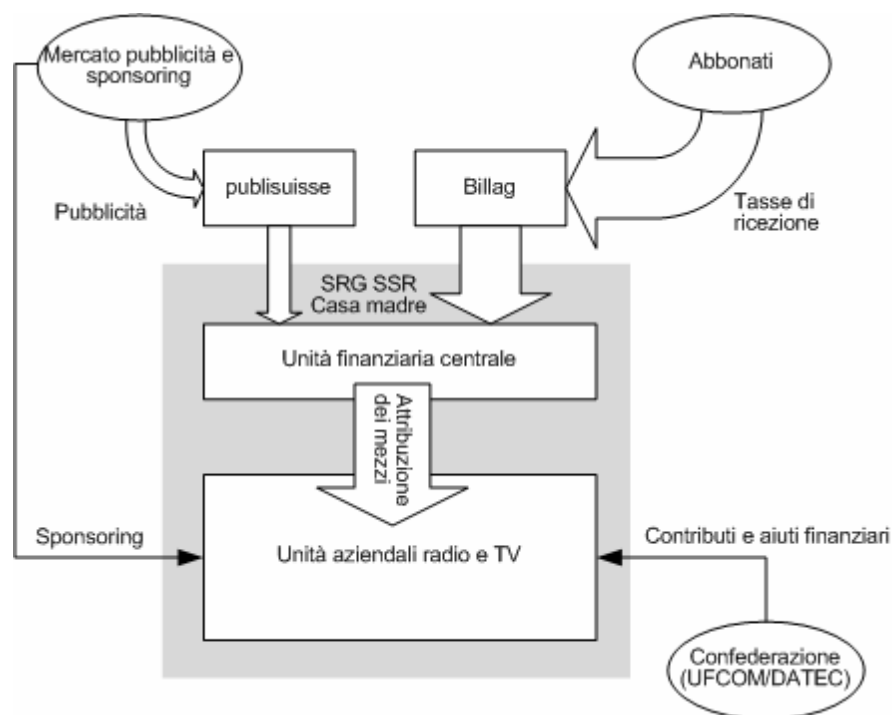 Mercato pubblicità e
sponsoring
Abbonati
publisuisse
Billag
Pubblicità
Tasse di
ricezione
SRG SSR
Casa madre
Unità finanziaria centrale
Attribuzione
dei mezzi
Sponsoring
Unità aziendali radio e TV
Contributi e aiuti finanziari
Confederazione
(UFCOM/DATEC)